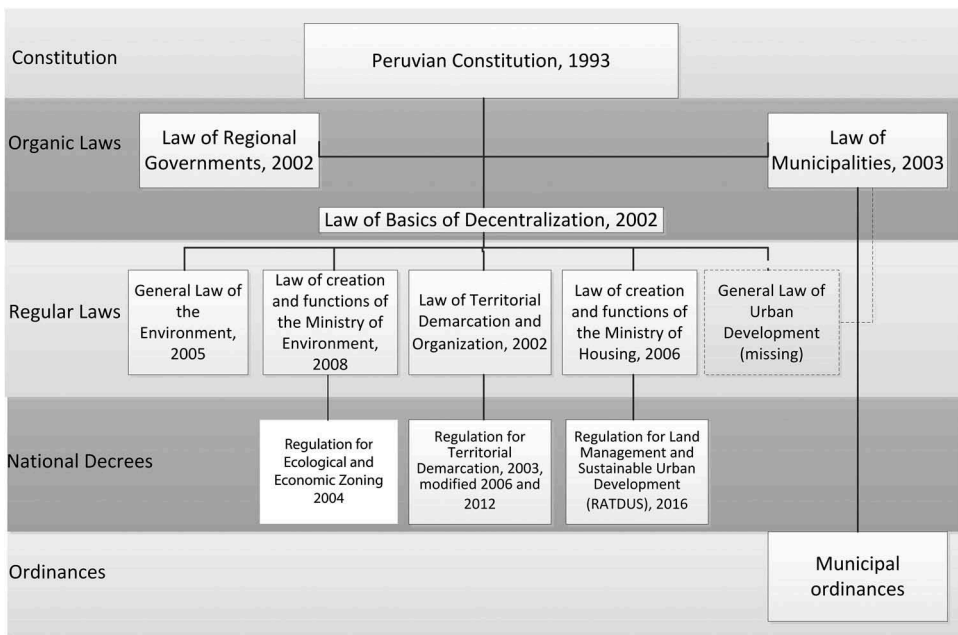 Constitution
Peruvian Constitution, 1993
Organic Laws
Law of Regional
Governments, 2002
Law of
Municipalities, 2003
Law of Basics of Decentralization, 2002
Regular Laws
General Law of
the
Environment,
2005
Law of creation
and functions of
the Ministry of
Environment,
2008
Law of Territorial
Demarcation and
Organization, 2002
Law of creation
and functions
of the Ministry of
Housing, 2006
General Law of
Urban
Development
(missing)
National Decrees
Regulation for
Ecological and
Economic Zoning
2004
Regulation for
Territorial
Demarcation, 2003,
modified 2006 and
2012
Regulation for Land
Management and
Sustainable Urban
Development
(RATDUS), 2016
Ordinances
Municipal
ordinances